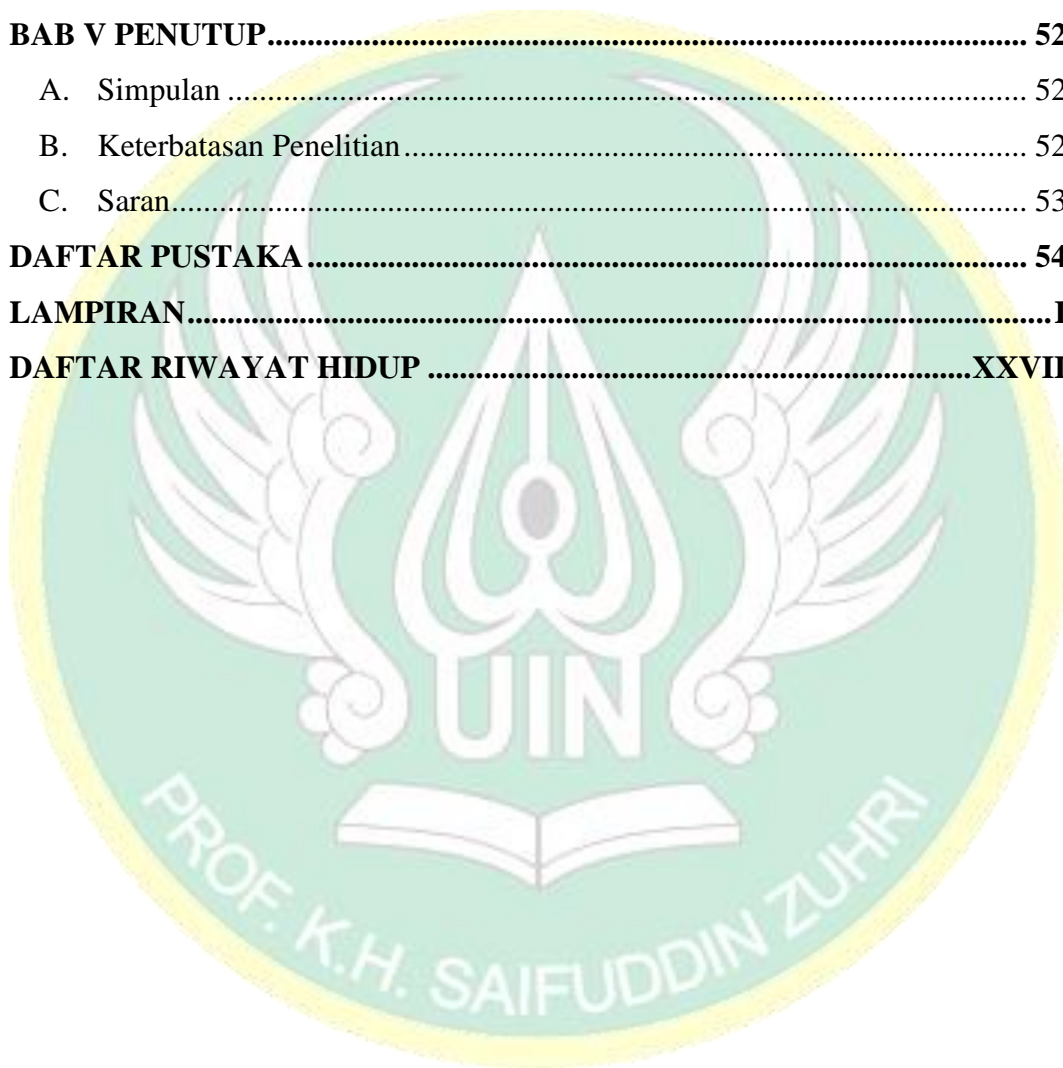 BAB V PENUTUP........................................................................................................ 52
A. Simpulan ........................................................................................................ 52
B. Keterbatasan Penelitian........................................................................................ 52
C. Saran........................................................................................................ 53
DAFTAR PUSTAKA ........................................................................................................ 54
LAMPIRAN........................................................................................................I
DAFTAR RIWAYAT HIDUP ........................................................................................XXVII
UIN
PROF. K.H. SAIFUDDIN ZUHRI